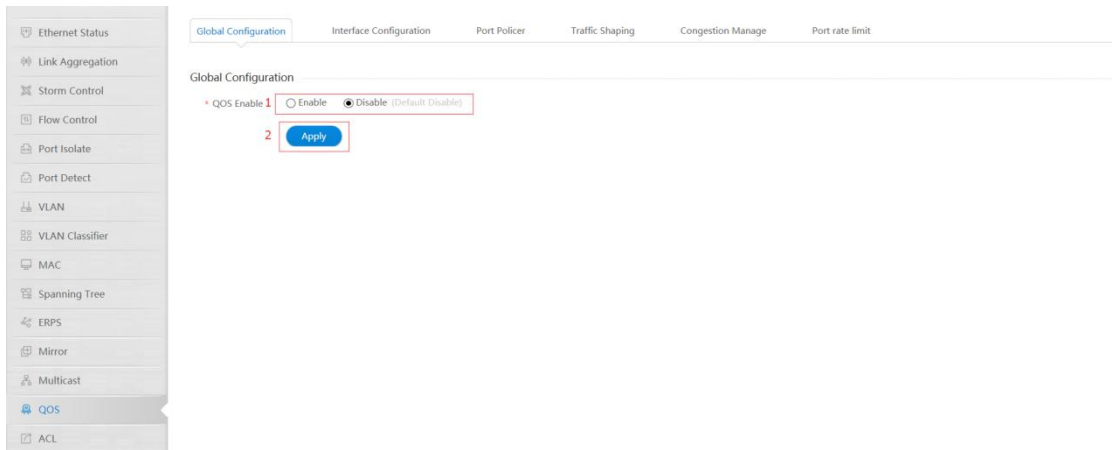 Ethernet Status
Link Aggregation
Storm Control
Flow Control
Port Isolate
Port Detect
VLAN
VLAN Classifier
MAC
Spanning Tree
ERPS
Mirror
Multicast
QOS
ACL
Global Configuration Interface Configuration Port Policer Traffic Shaping Congestion Manage Port rate limit
Global Configuration
* QOS Enable 1 Enable Disable (Default Disable)
2 Apply